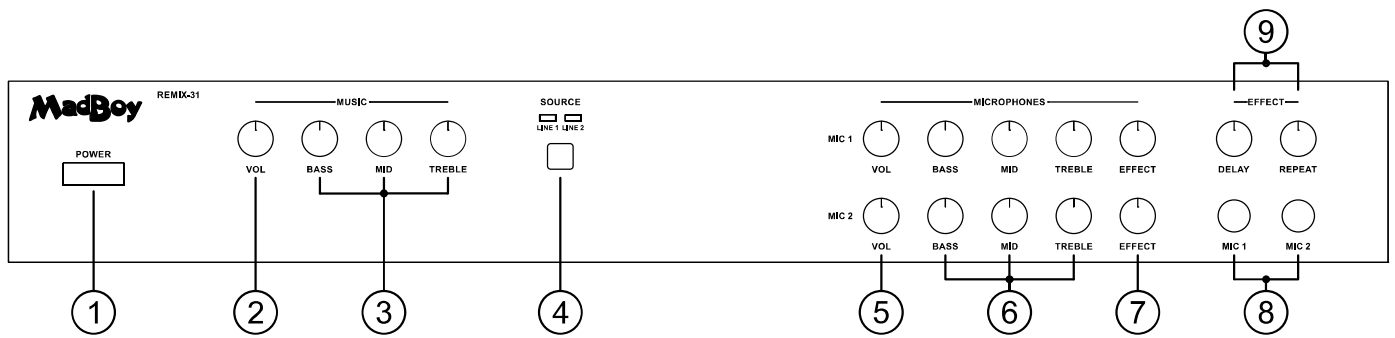 9
MadBoy REMIX-31
MUSIC SOURCE MICROPHONES EFFECT
LINE 1 LINE 2
MIC 1
POWER
VOL BASS MID TREBLE VOL BASS MID TREBLE EFFECT DELAY REPEAT
MIC 2
VOL BASS MID TREBLE EFFECT MIC 1 MIC 2
1 2 3 4 5 6 7 8